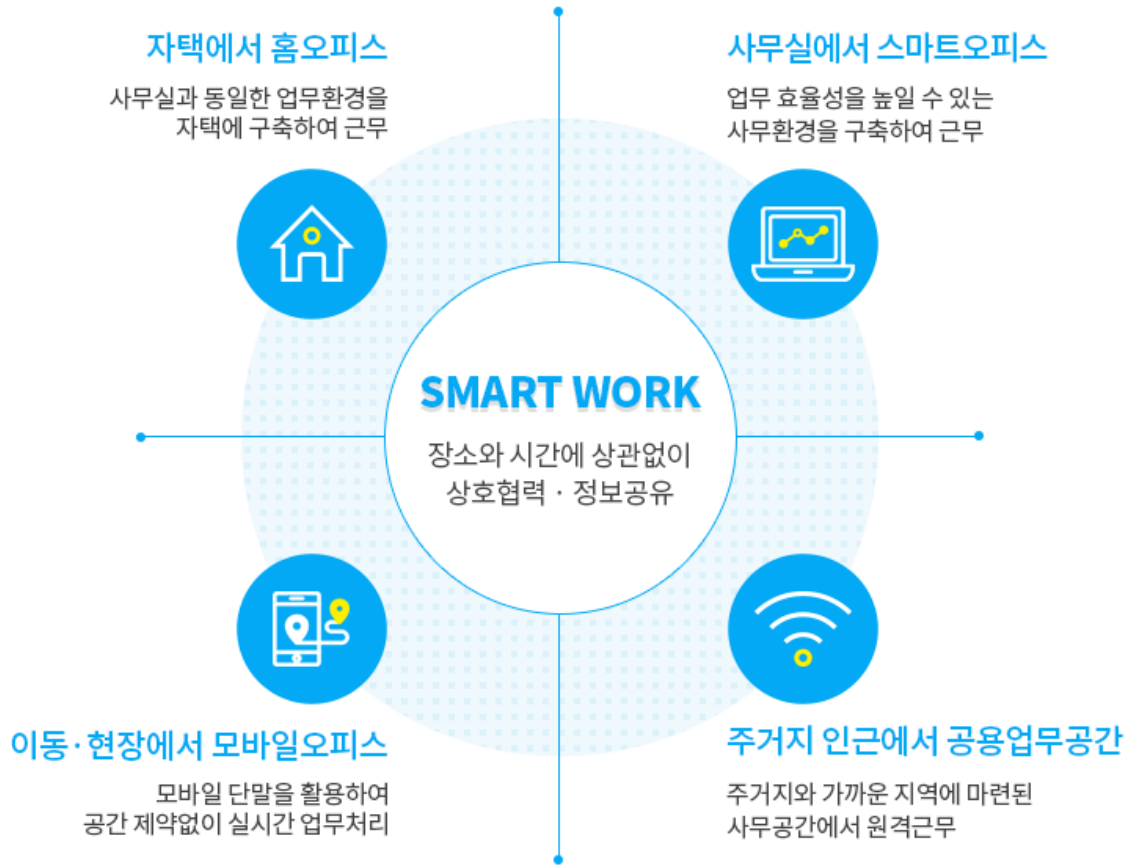 자택에서 홈오피스
사무실과 동일한 업무환경을
자택에 구축하여 근무
사무실에서 스마트오피스
업무 효율성을 높일 수 있는
사무환경을 구축하여 근무
SMART WORK
장소와 시간에 상관없이
상호협력 · 정보공유
이동·현장에서 모바일오피스
모바일 단말을 활용하여
공간 제약없이 실시간 업무처리
주거지 인근에서 공용업무공간
주거지와 가까운 지역에 마련된
사무공간에서 원격근무